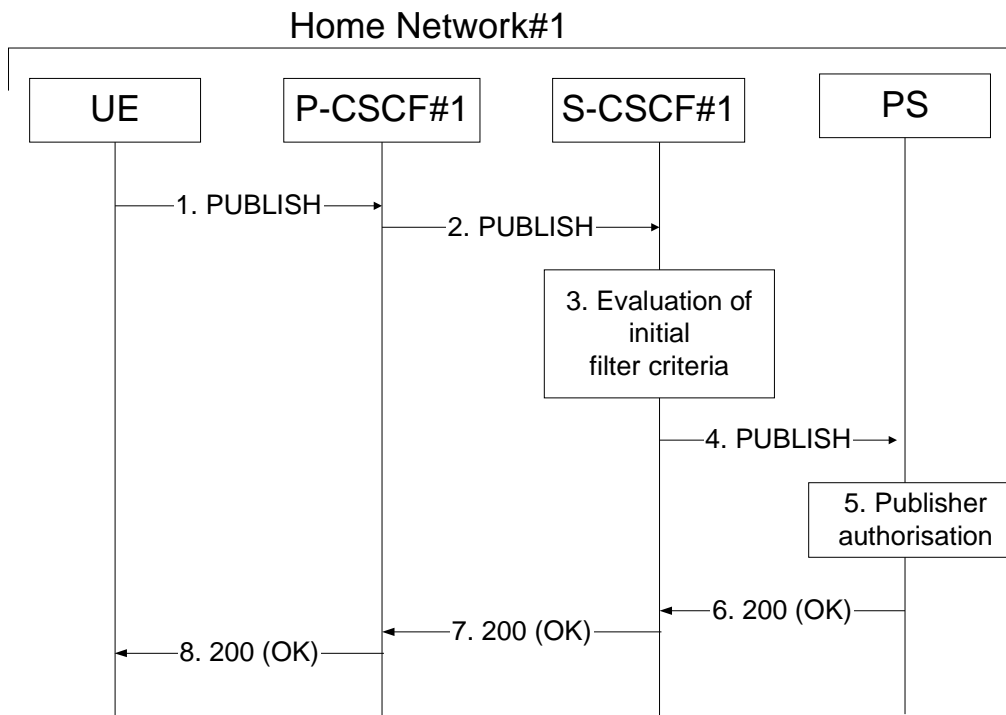 Home Network#1
UE
P-CSCF#1
S-CSCF#1
PS
1. PUBLISH
2. PUBLISH
3. Evaluation of
initial
filter criteria
4. PUBLISH
5. Publisher
authorisation
6. 200 (OK)
7. 200 (OK)
8. 200 (OK)